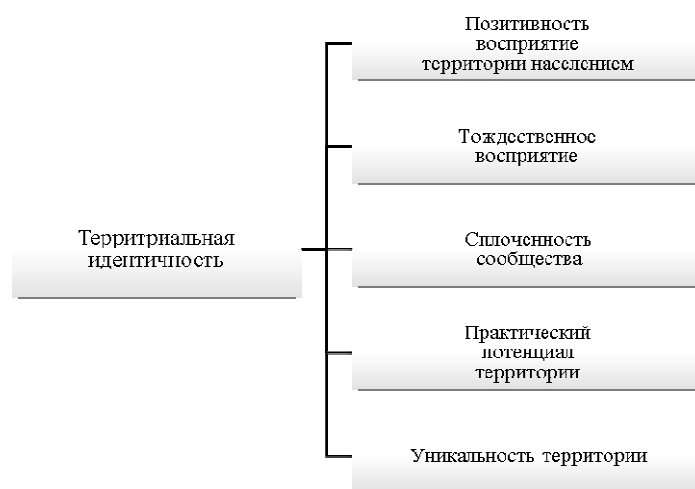 Позитивность
восприятие
территории населением
Тождественное
восприятие
Территриальная
идентичность
Сплоченность
сообщества
Практический
потенциал
территории
Уникальность территории